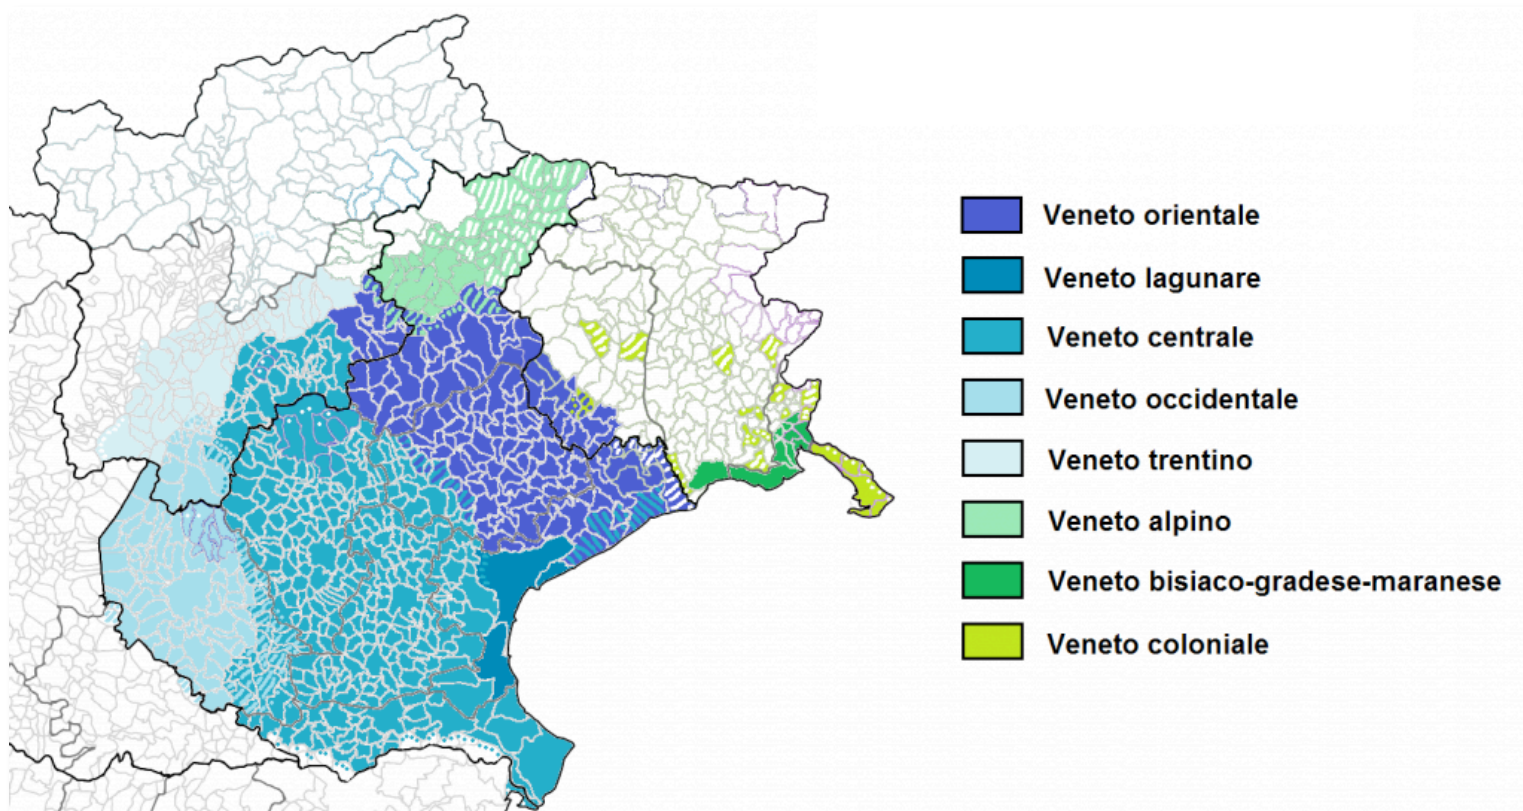 Veneto orientale
Veneto lagunare
Veneto centrale
Veneto occidentale
Veneto trentino
Veneto alpino
Veneto bisiaco-gradese-maranese
Veneto coloniale